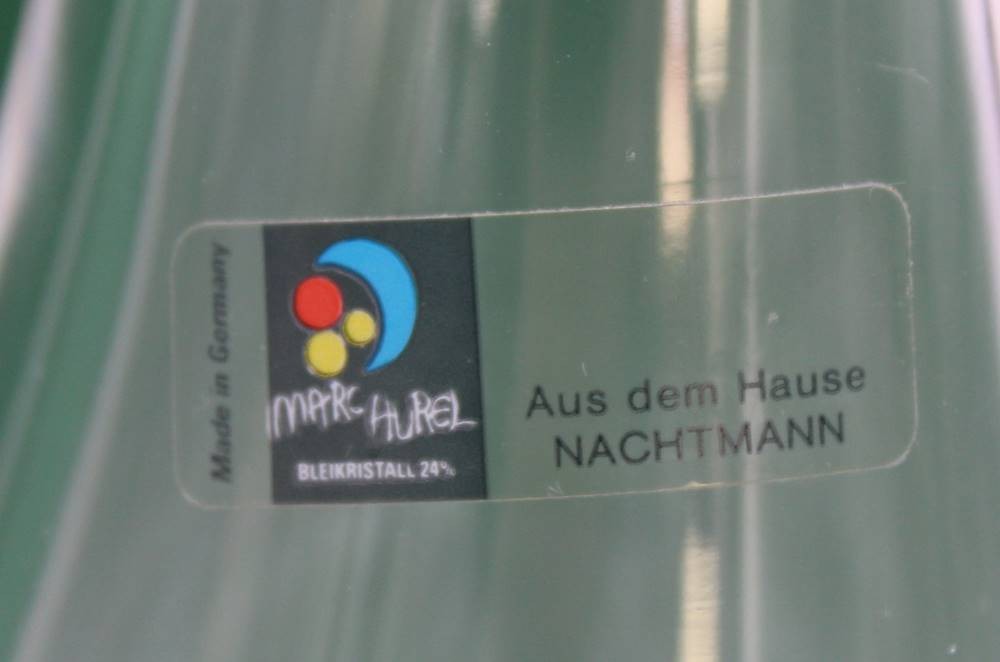 Made in Germany
MARC HUREL
BLEIKRISTALL 24%
Aus dem Hause
NACHTMANN